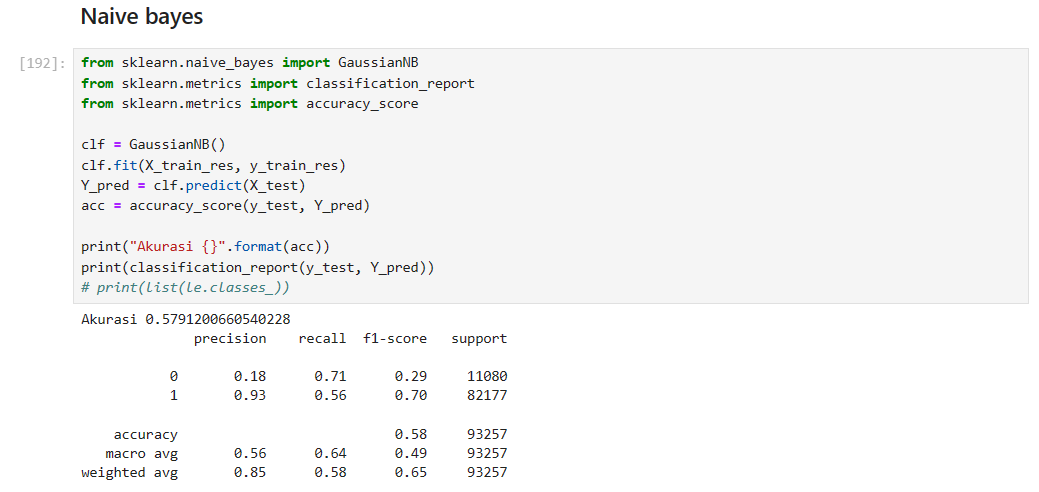 Naive bayes
[192]:
from sklearn.naive_bayes import GaussianNB
from sklearn.metrics import classification_report
from sklearn.metrics import accuracy_score
clf = GaussianNB()
clf.fit(X_train_res, y_train_res)
Y_pred = clf.predict(X_test)
acc = accuracy_score(y_test, Y_pred)
print("Akurasi {}".format(acc))
print(classification_report(y_test, Y_pred))
# print(list(le.classes_))
Akurasi 0.5791200660540228
precision recall f1-score support
0 0.18 0.71 0.29 11080
1 0.93 0.56 0.70 82177
accuracy 0.58 93257
macro avg 0.56 0.64 0.49 93257
weighted avg 0.85 0.58 0.65 93257